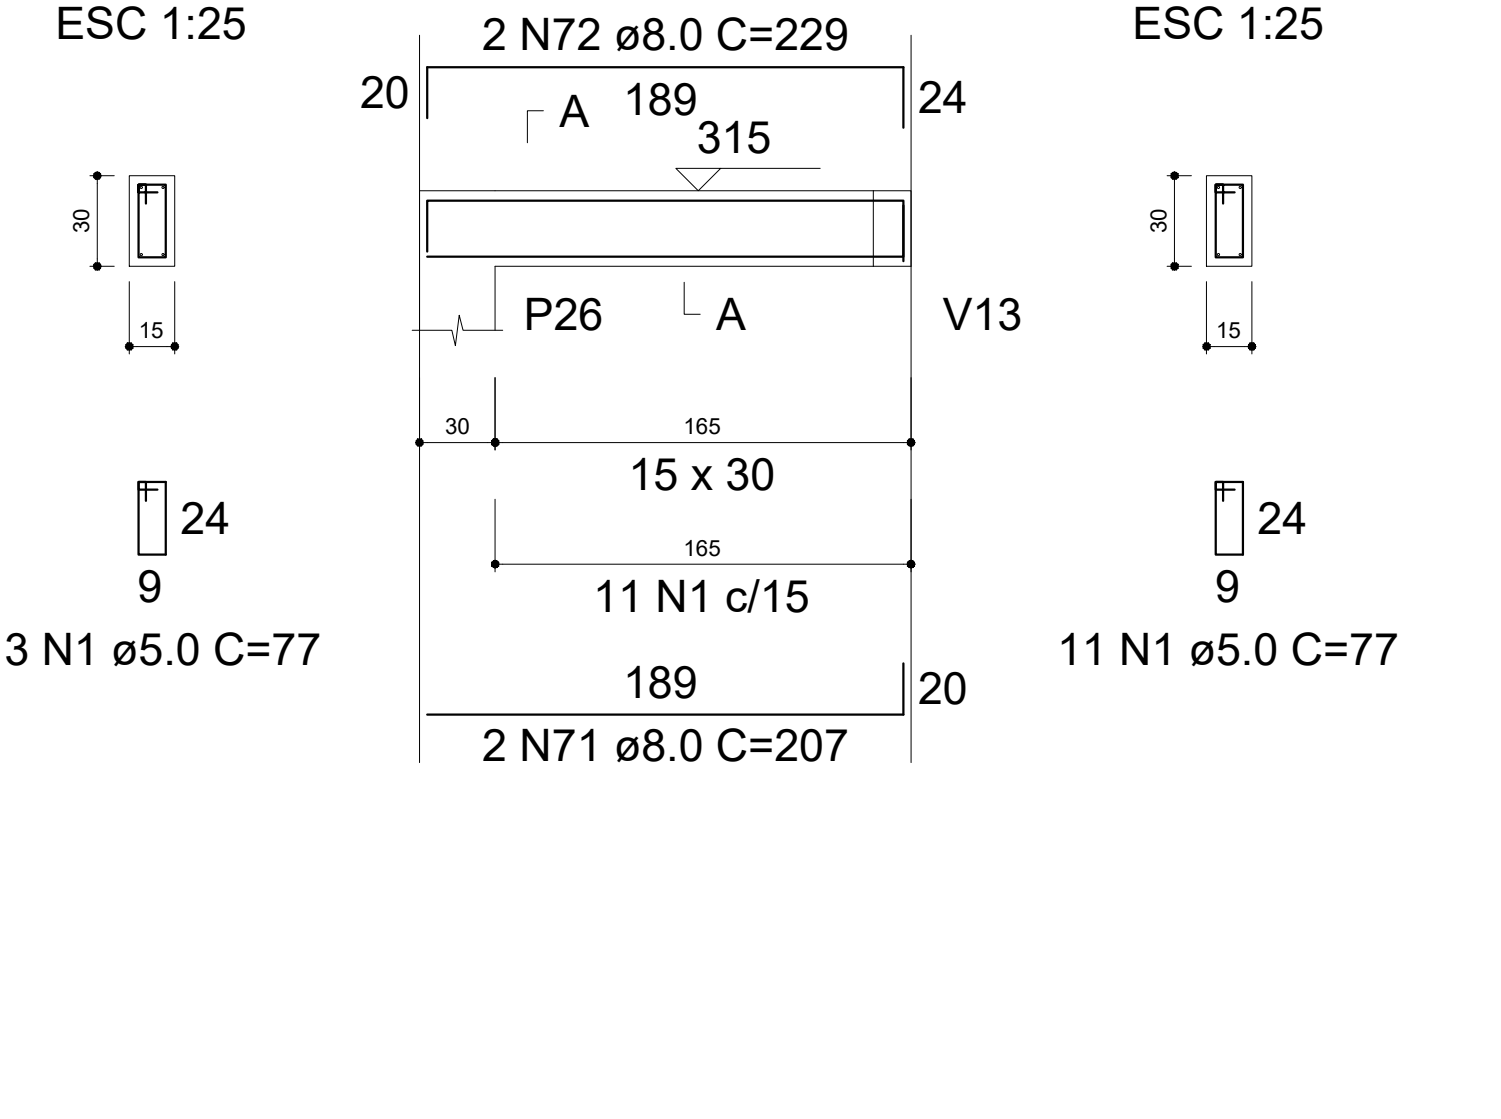 ESC 1:25
2 N72 ø8.0 C=229
ESC 1:25
20
189
24
A
315
30
30
P26
A
V13
15
15
30
165
15 x 30
24
24
165
9
11 N1 c/15
9
3 N1 ø5.0 C=77
11 N1 ø5.0 C=77
189
20
2 N71 ø8.0 C=207